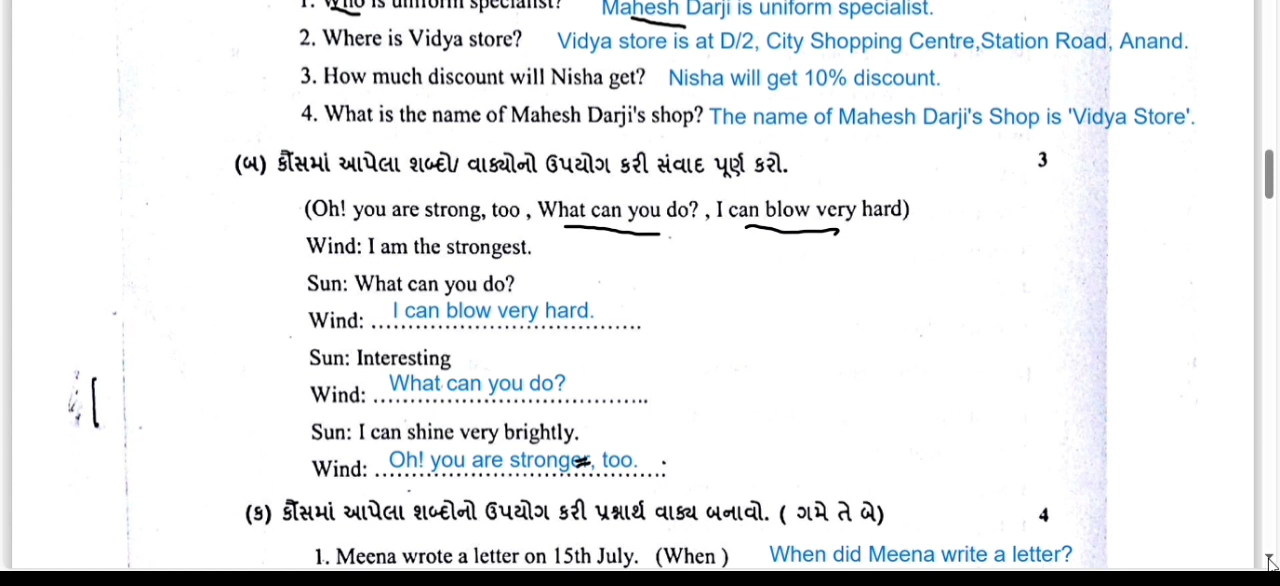 1. Who is uniform specialist? Mahesh Darji is uniform specialist.
2. Where is Vidya store? Vidya store is at D/2, City Shopping Centre,Station Road, Anand.
3. How much discount will Nisha get? Nisha will get 10% discount.
4. What is the name of Mahesh Darji's shop? The name of Mahesh Darji's Shop is 'Vidya Store'.
(બ) કૌંસમાં આપેલા શબ્દો/ વાક્યોનો ઉપયોગ કરી સંવાદ પૂર્ણ કરો. 3
(Oh! you are strong, too , What can you do? , I can blow very hard)
Wind: I am the strongest.
Sun: What can you do?
Wind: I can blow very hard.
Sun: Interesting
Wind: What can you do?
Sun: I can shine very brightly.
Wind: Oh! you are strong, too.
(ક) કૌંસમાં આપેલા શબ્દોનો ઉપયોગ કરી પ્રશ્નાર્થ વાક્ય બનાવો. ( ગમે તે બે) 4
1. Meena wrote a letter on 15th July. (When ) When did Meena write a letter?